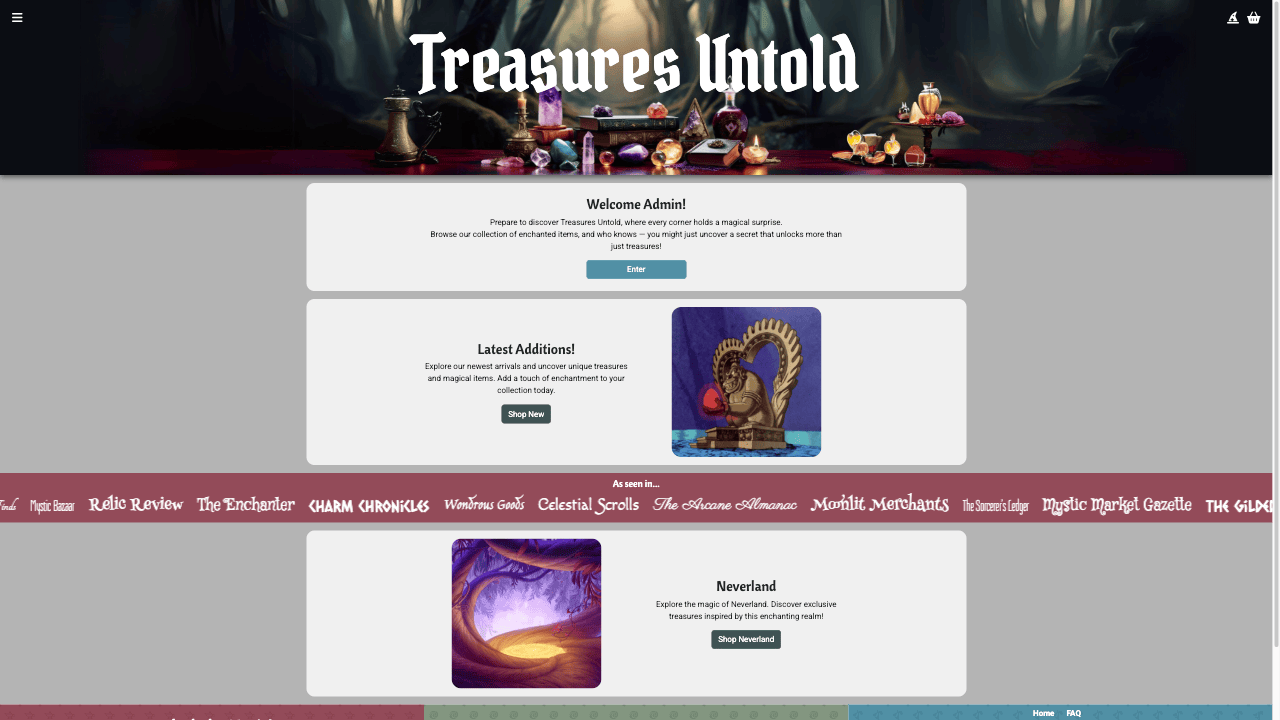 Treasures Untold
Welcome Admin!
Prepare to discover Treasures Untold, where every corner holds a magical surprise.
Browse our collection of enchanted items, and who knows — you might just uncover a secret that unlocks more than
just treasures!
Enter
Latest Additions!
Explore our newest arrivals and uncover unique treasures
and magical items. Add a touch of enchantment to your
collection today.
Shop New
As seen in...
Finds Mystic Bazaar Relic Review The Enchanter Charm Chronicles Wondrous Goods Celestial Scrolls The Arcane Almanac Moonlit Merchants The Sorcerer's Ledger Mystic Market Gazette The Gilded
Neverland
Explore the magic of Neverland. Discover exclusive
treasures inspired by this enchanting realm!
Shop Neverland
Home FAQ